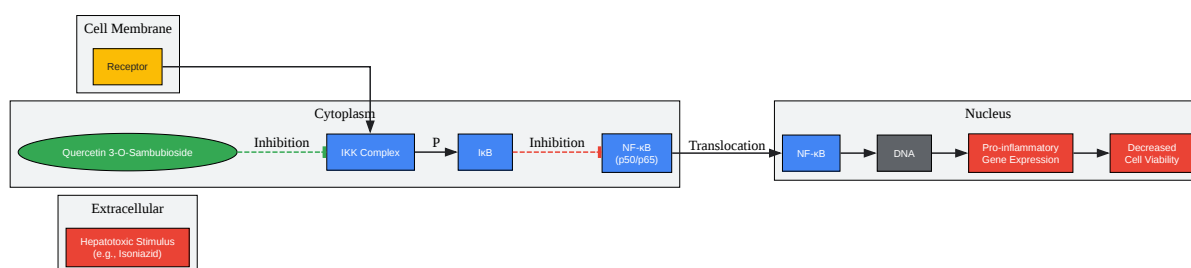 Cell Membrane
Receptor
Cytoplasm
Quercetin 3-O-Sambubioside
Inhibition
IKK Complex
P
IκB
Inhibition
NF-κB
(p50/p65)
Translocation
Nucleus
NF-κB
DNA
Pro-inflammatory
Gene Expression
Decreased
Cell Viability
Extracellular
Hepatotoxic Stimulus
(e.g., Isoniazid)